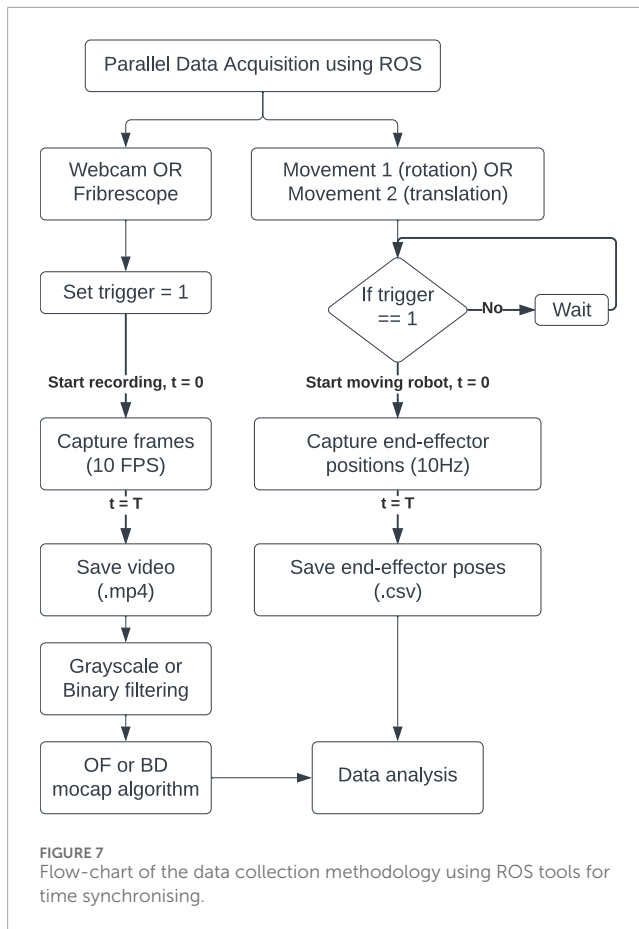 Parallel Data Acquisition using ROS
Webcam OR
Fribrescope
Movement 1 (rotation) OR
Movement 2 (translation)
Set trigger = 1
If trigger
== 1
No
Wait
Start recording, t = 0
Start moving robot, t = 0
Capture frames
(10 FPS)
Capture end-effector
positions (10Hz)
t = T
t = T
Save video
(.mp4)
Save end-effector poses
(.csv)
Grayscale or
Binary filtering
OF or BD
mocap algorithm
Data analysis
FIGURE 7
Flow-chart of the data collection methodology using ROS tools for
time synchronising.